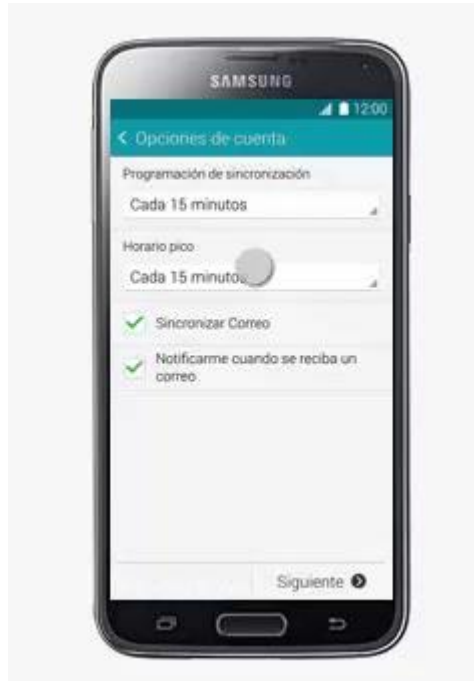 SAMSUNG
12:00
Opciones de cuenta
Programación de sincronización
Cada 15 minutos
Horario pico
Cada 15 minutos
Sincronizar Correo
Notificarme cuando se reciba un
correo
Siguiente